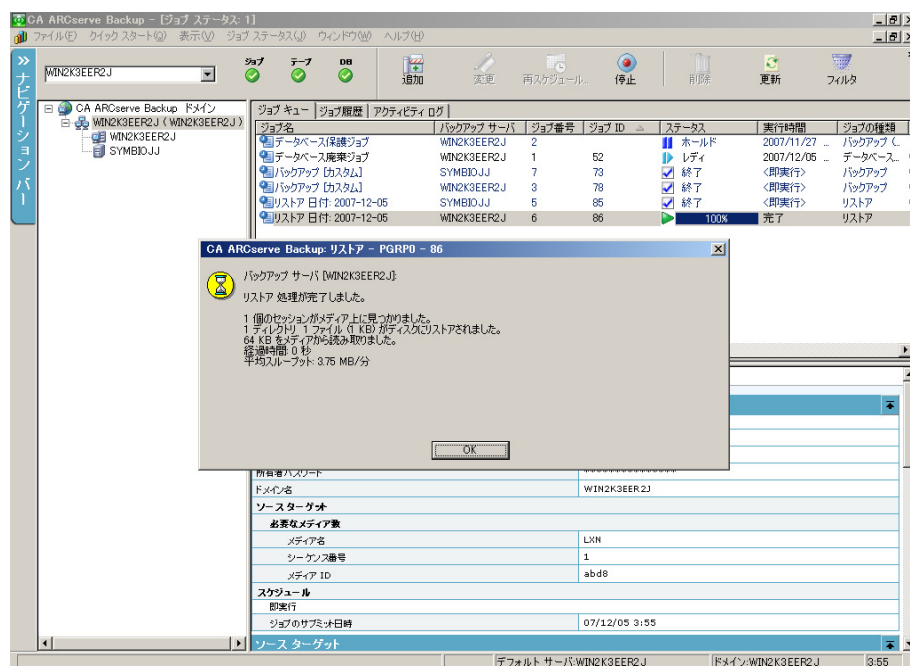 CA ARCserve Backup - [ジョブ ステータス: 1]
ファイル(F) クイック スタート(Q) 表示(V) ジョブ ステータス(J) ウィンドウ(W) ヘルプ(H)
ナビゲーション バー
WIN2K3EER2J
ジョブ テープ DB
追加 変更 再スケジュール... 停止 削除 更新 フィルタ
CA ARCserve Backup ドメイン
WIN2K3EER2J ( WIN2K3EER2J )
WIN2K3EER2J
SYMBIOJJ
ジョブ キュー ジョブ履歴 アクティビティ ログ
ジョブ名 バックアップ サーバ ジョブ番号 ジョブ ID ステータス 実行時間 ジョブの種類
データベース保護ジョブ WIN2K3EER2J 2 ホールド 2007/11/27 ... バックアップ (...
データベース廃棄ジョブ WIN2K3EER2J 1 52 レディ 2007/12/05 ... データベース...
バックアップ [カスタム] SYMBIOJJ 7 73 終了 <即実行> バックアップ
バックアップ [カスタム] WIN2K3EER2J 3 78 終了 <即実行> バックアップ
リストア 日付: 2007-12-05 SYMBIOJJ 5 85 終了 <即実行> リストア
リストア 日付: 2007-12-05 WIN2K3EER2J 6 86 100% 完了 リストア
CA ARCserve Backup: リストア - PGRP0 - 86
バックアップ サーバ [WIN2K3EER2J]:
リストア 処理が完了しました。
1 個のセッションがメディア上に見つかりました。
1 ディレクトリ 1 ファイル (1 KB) がディスクにリストアされました。
64 KB をメディアから読み取りました。
経過時間: 0 秒
平均スループット: 3.75 MB/分
OK
所有者パスワード
ドメイン名 WIN2K3EER2J
ソース ターゲット
必要なメディア数
メディア名 LXN
シーケンス番号 1
メディア ID abd8
スケジュール
即実行
ジョブのサブミット日時 07/12/05 3:55
ソース ターゲット
デフォルト サーバ:WIN2K3EER2J ドメイン:WIN2K3EER2J 3:55